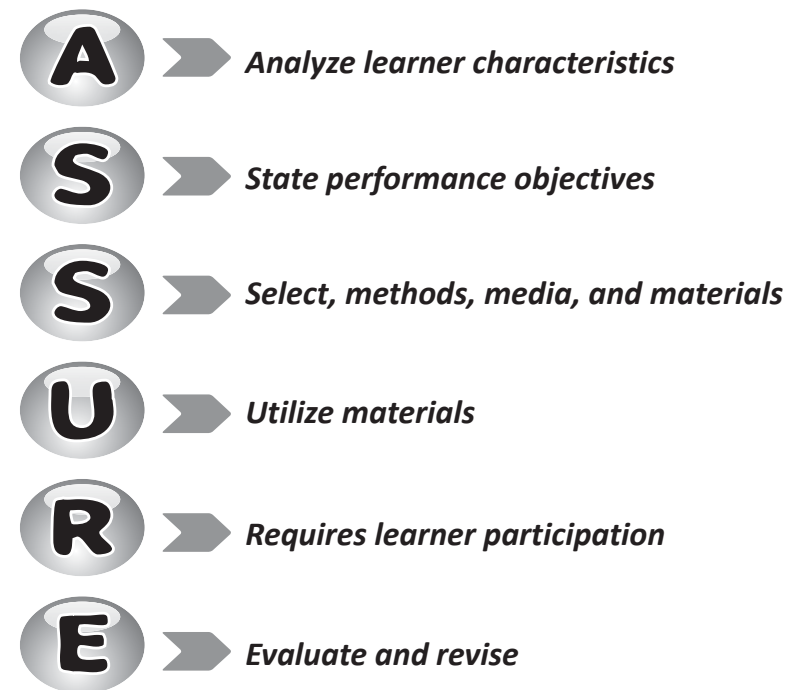 A Analyze learner characteristics
S State performance objectives
S Select, methods, media, and materials
U Utilize materials
R Requires learner participation
E Evaluate and revise